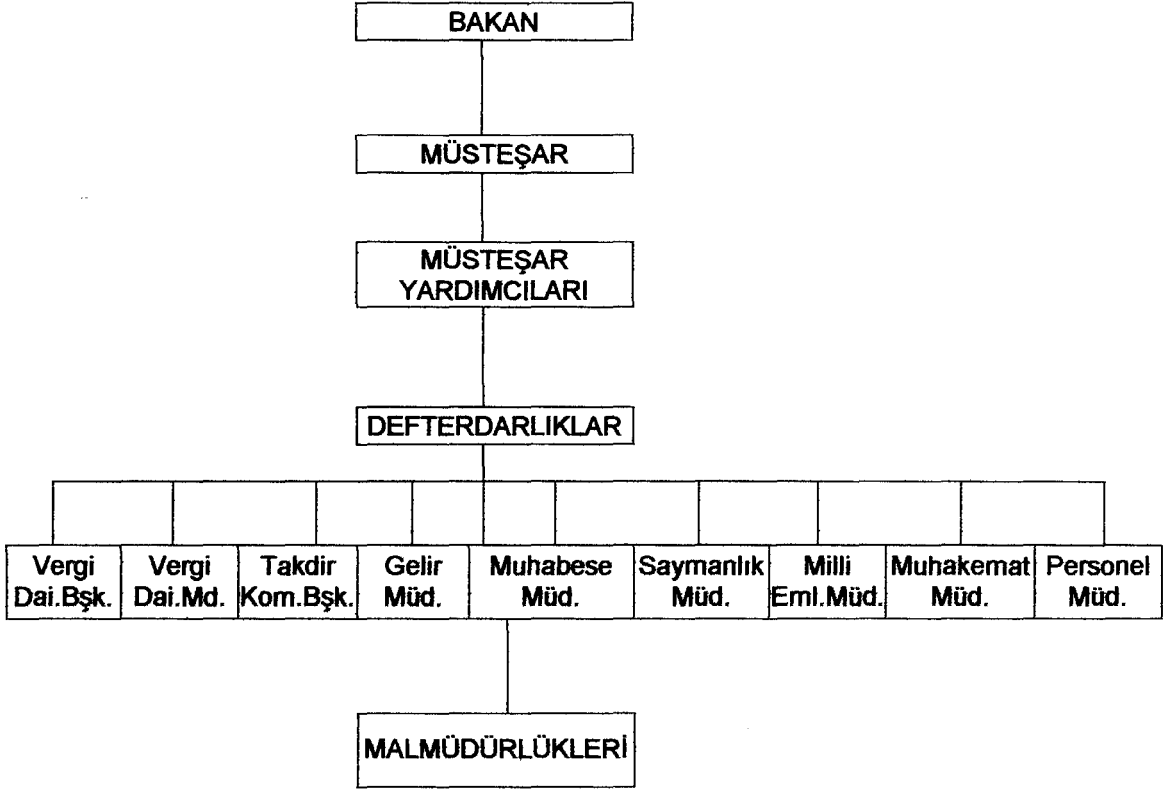 BAKAN
MÜSTEŞAR
MÜSTEŞAR
YARDIMCILARI
DEFTERDARLIKLAR
Vergi
Dai.Bşk.
Vergi
Dai.Md.
Takdir
Kom.Bşk.
Gelir
Müd.
Muhabese
Müd.
Saymanlık
Müd.
Milli
Eml.Müd.
Muhakemat
Müd.
Personel
Müd.
MALMÜDÜRLÜKLERİ